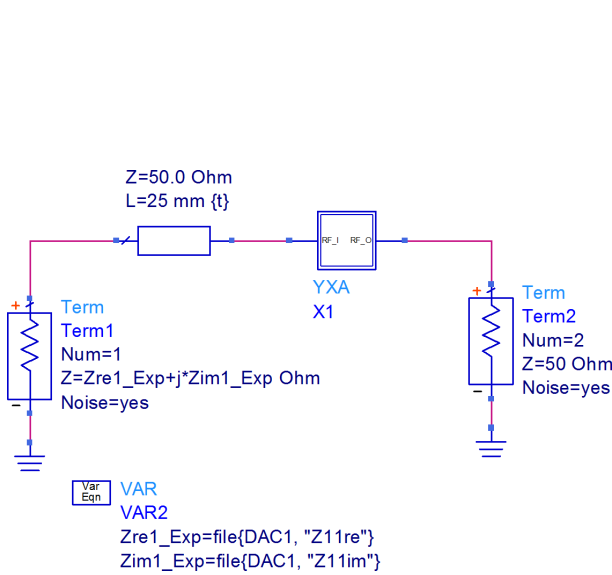 Z=50.0 Ohm
L=25 mm {t}
RF_I RF_O
YXA
X1
+
Term
Term1
Num=1
Z=Zre1_Exp+j*Zim1_Exp Ohm
Noise=yes
−
+
Term
Term2
Num=2
Z=50 Ohm
Noise=yes
−
Var
Eqn
VAR
VAR2
Zre1_Exp=file{DAC1, "Z11re"}
Zim1_Exp=file{DAC1, "Z11im"}